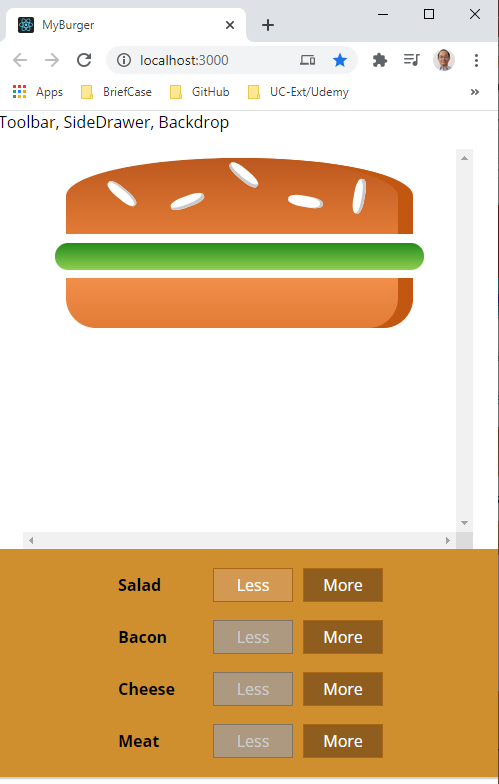 MyBurger
localhost:3000
Apps BriefCase GitHub UC-Ext/Udemy »
Toolbar, SideDrawer, Backdrop
Salad Less More
Bacon Less More
Cheese Less More
Meat Less More